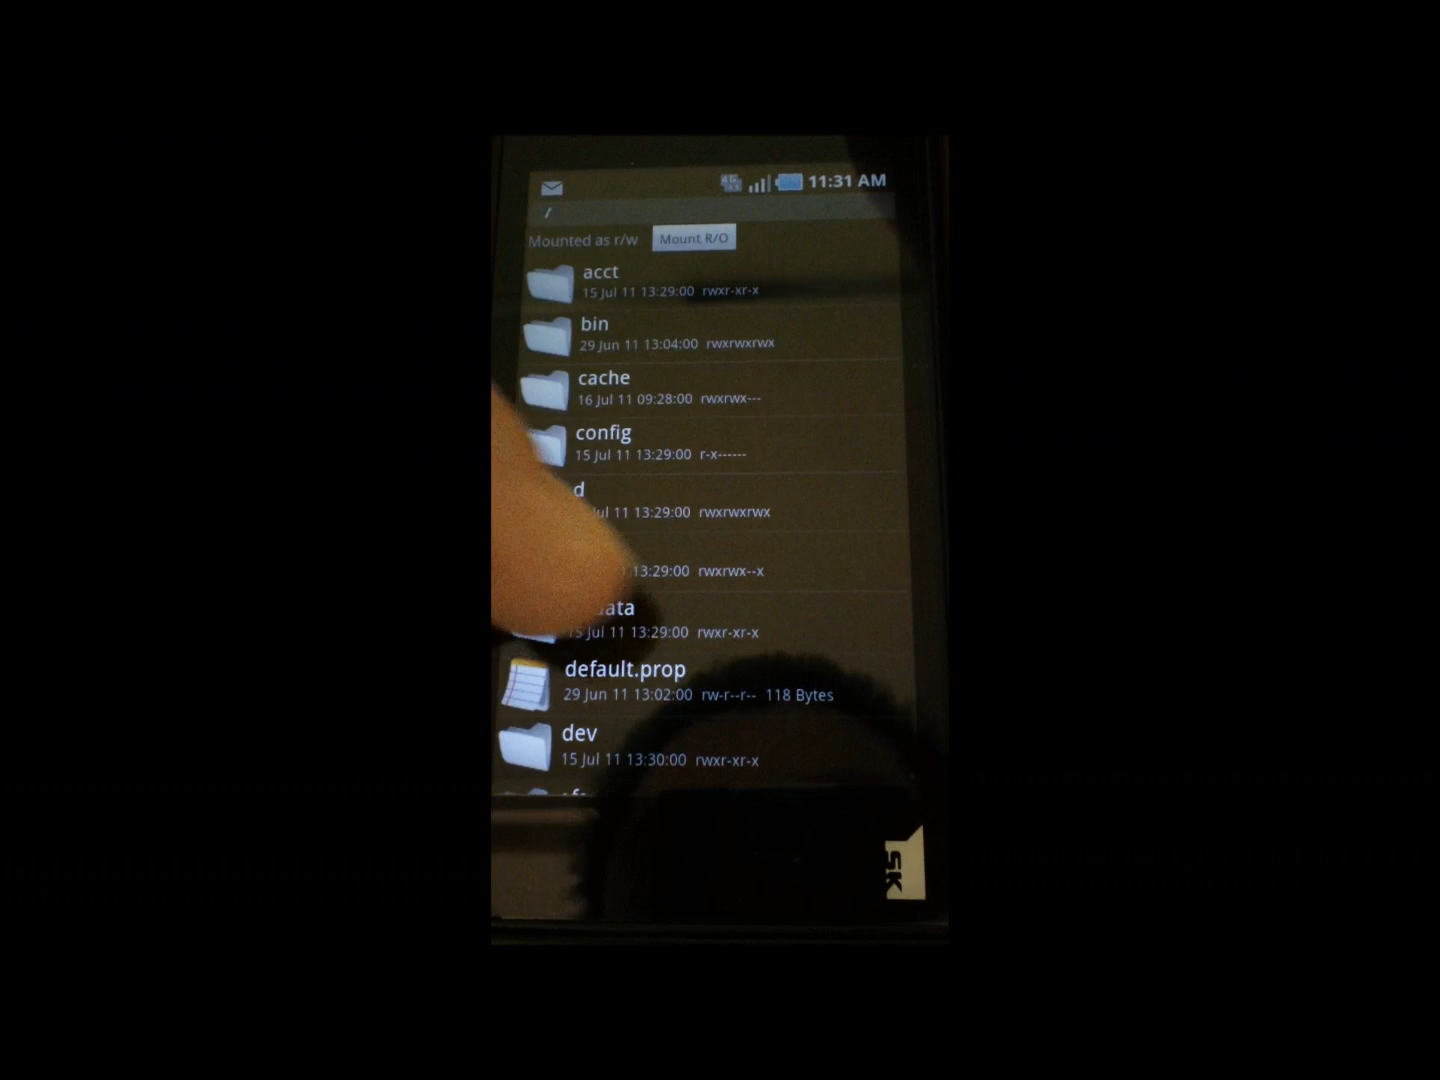 11:31 AM
/
Mounted as r/w Mount R/O
acct
15 Jul 11 13:29:00 rwxr-xr-x
bin
29 Jun 11 13:04:00 rwxrwxrwx
cache
16 Jul 11 09:28:00 rwxrwx---
config
15 Jul 11 13:29:00 r-x------
d
Jul 11 13:29:00 rwxrwxrwx
13:29:00 rwxrwx--x
data
15 Jul 11 13:29:00 rwxr-xr-x
default.prop
29 Jun 11 13:02:00 rw-r--r-- 118 Bytes
dev
15 Jul 11 13:30:00 rwxr-xr-x
SK